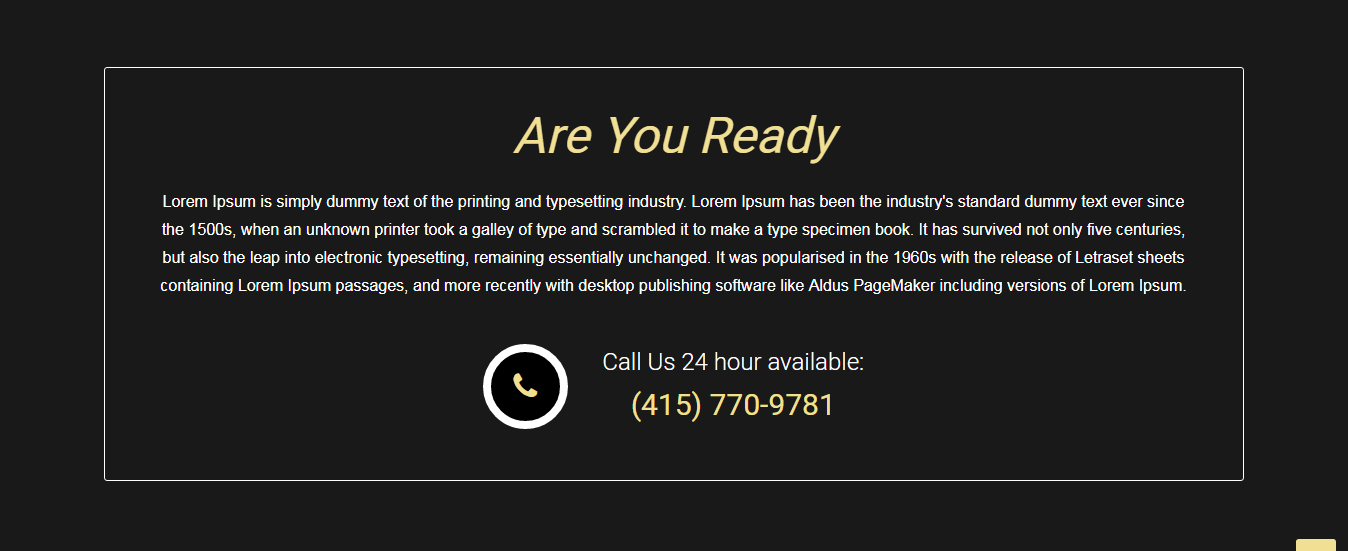 Are You Ready
Lorem Ipsum is simply dummy text of the printing and typesetting industry. Lorem Ipsum has been the industry's standard dummy text ever since
the 1500s, when an unknown printer took a galley of type and scrambled it to make a type specimen book. It has survived not only five centuries,
but also the leap into electronic typesetting, remaining essentially unchanged. It was popularised in the 1960s with the release of Letraset sheets
containing Lorem Ipsum passages, and more recently with desktop publishing software like Aldus PageMaker including versions of Lorem Ipsum.
Call Us 24 hour available:
(415) 770-9781